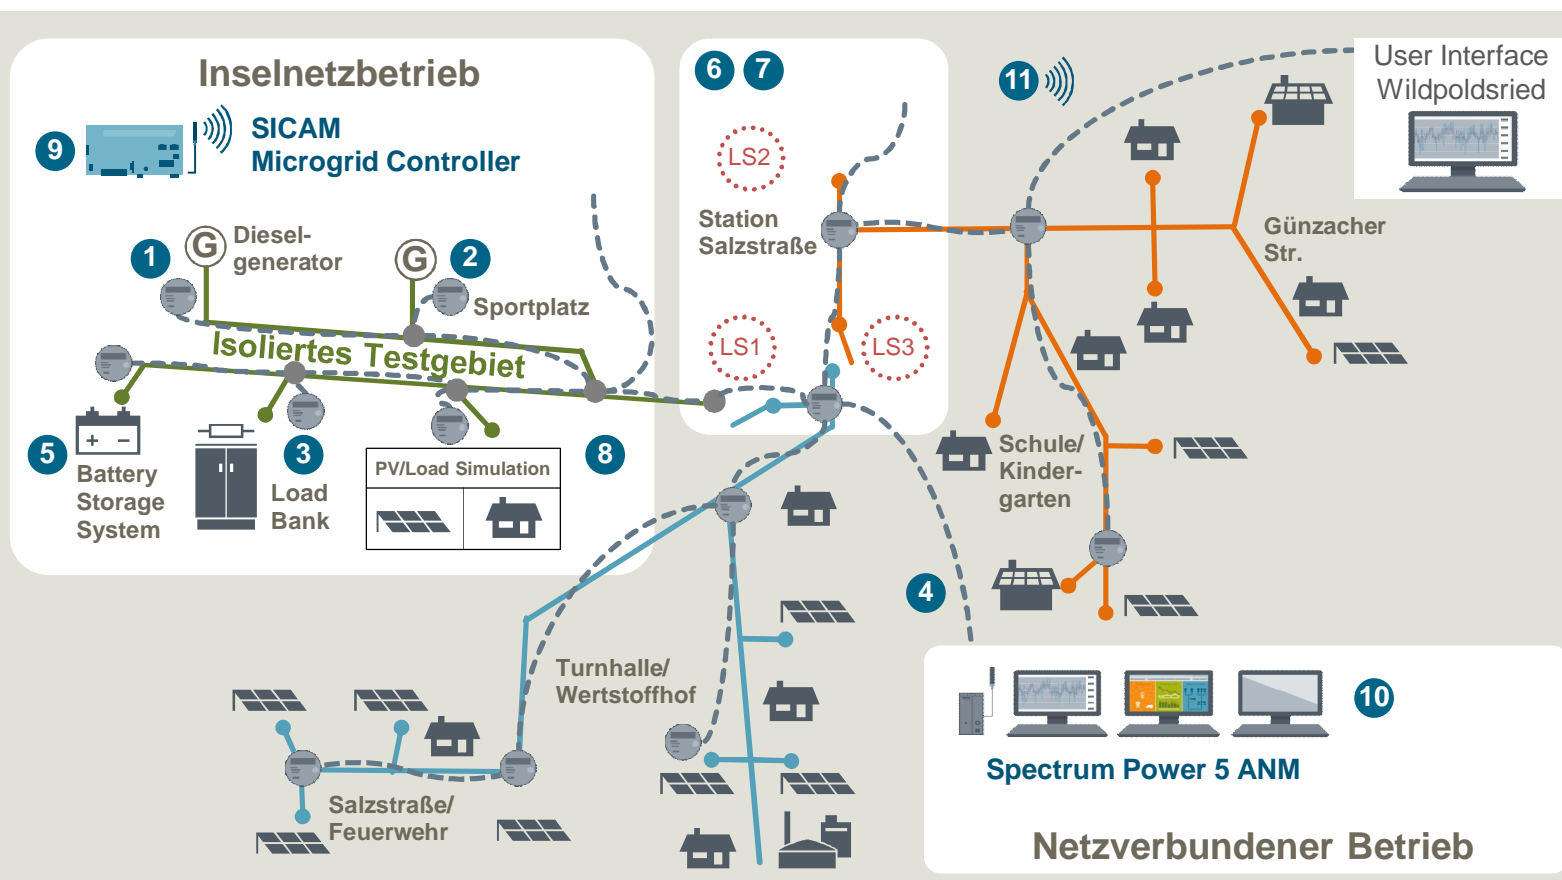 Inselnetzbetrieb
9
SICAM
Microgrid Controller
1
G
Diesel-
generator
G
2
Sportplatz
Isoliertes Testgebiet
5
Battery
Storage
System
3
Load
Bank
PV/Load Simulation
8
6 7
LS2
Station
Salzstraße
LS1
LS3
11
User Interface
Wildpoldsried
Günzacher
Str.
Schule/
Kinder-
garten
4
Turnhalle/
Wertstoffhof
Salzstraße/
Feuerwehr
10
Spectrum Power 5 ANM
Netzverbundener Betrieb